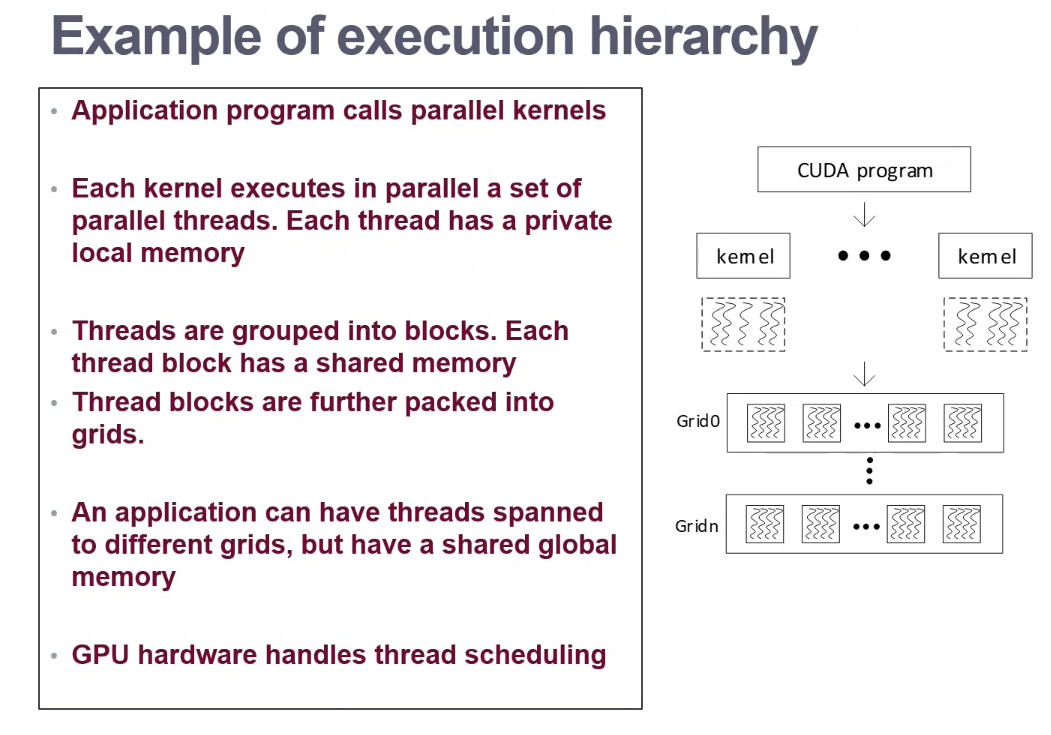 Example of execution hierarchy
• Application program calls parallel kernels
• Each kernel executes in parallel a set of
parallel threads. Each thread has a private
local memory
• Threads are grouped into blocks. Each
thread block has a shared memory
• Thread blocks are further packed into
grids.
• An application can have threads spanned
to different grids, but have a shared global
memory
• GPU hardware handles thread scheduling
CUDA program
kernel
kernel
Grid0
Gridn